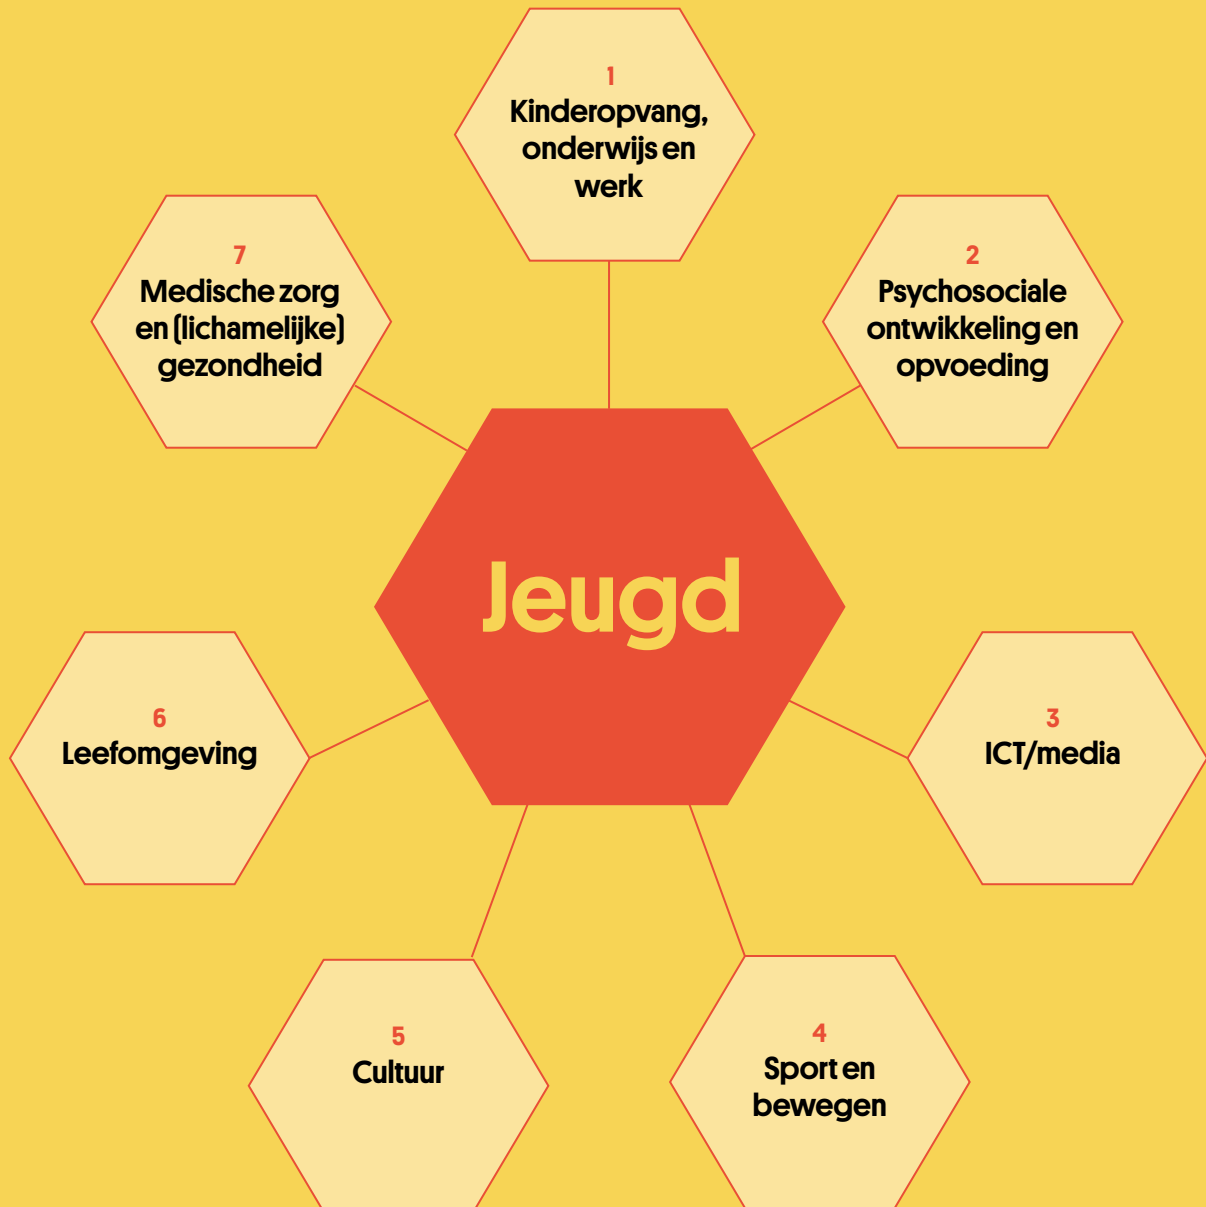 1
Kinderopvang,
onderwijs en
werk
2
Psychosociale
ontwikkeling en
opvoeding
3
ICT/media
4
Sport en
bewegen
5
Cultuur
6
Leefomgeving
7
Medische zorg
en (lichamelijke)
gezondheid
Jeugd